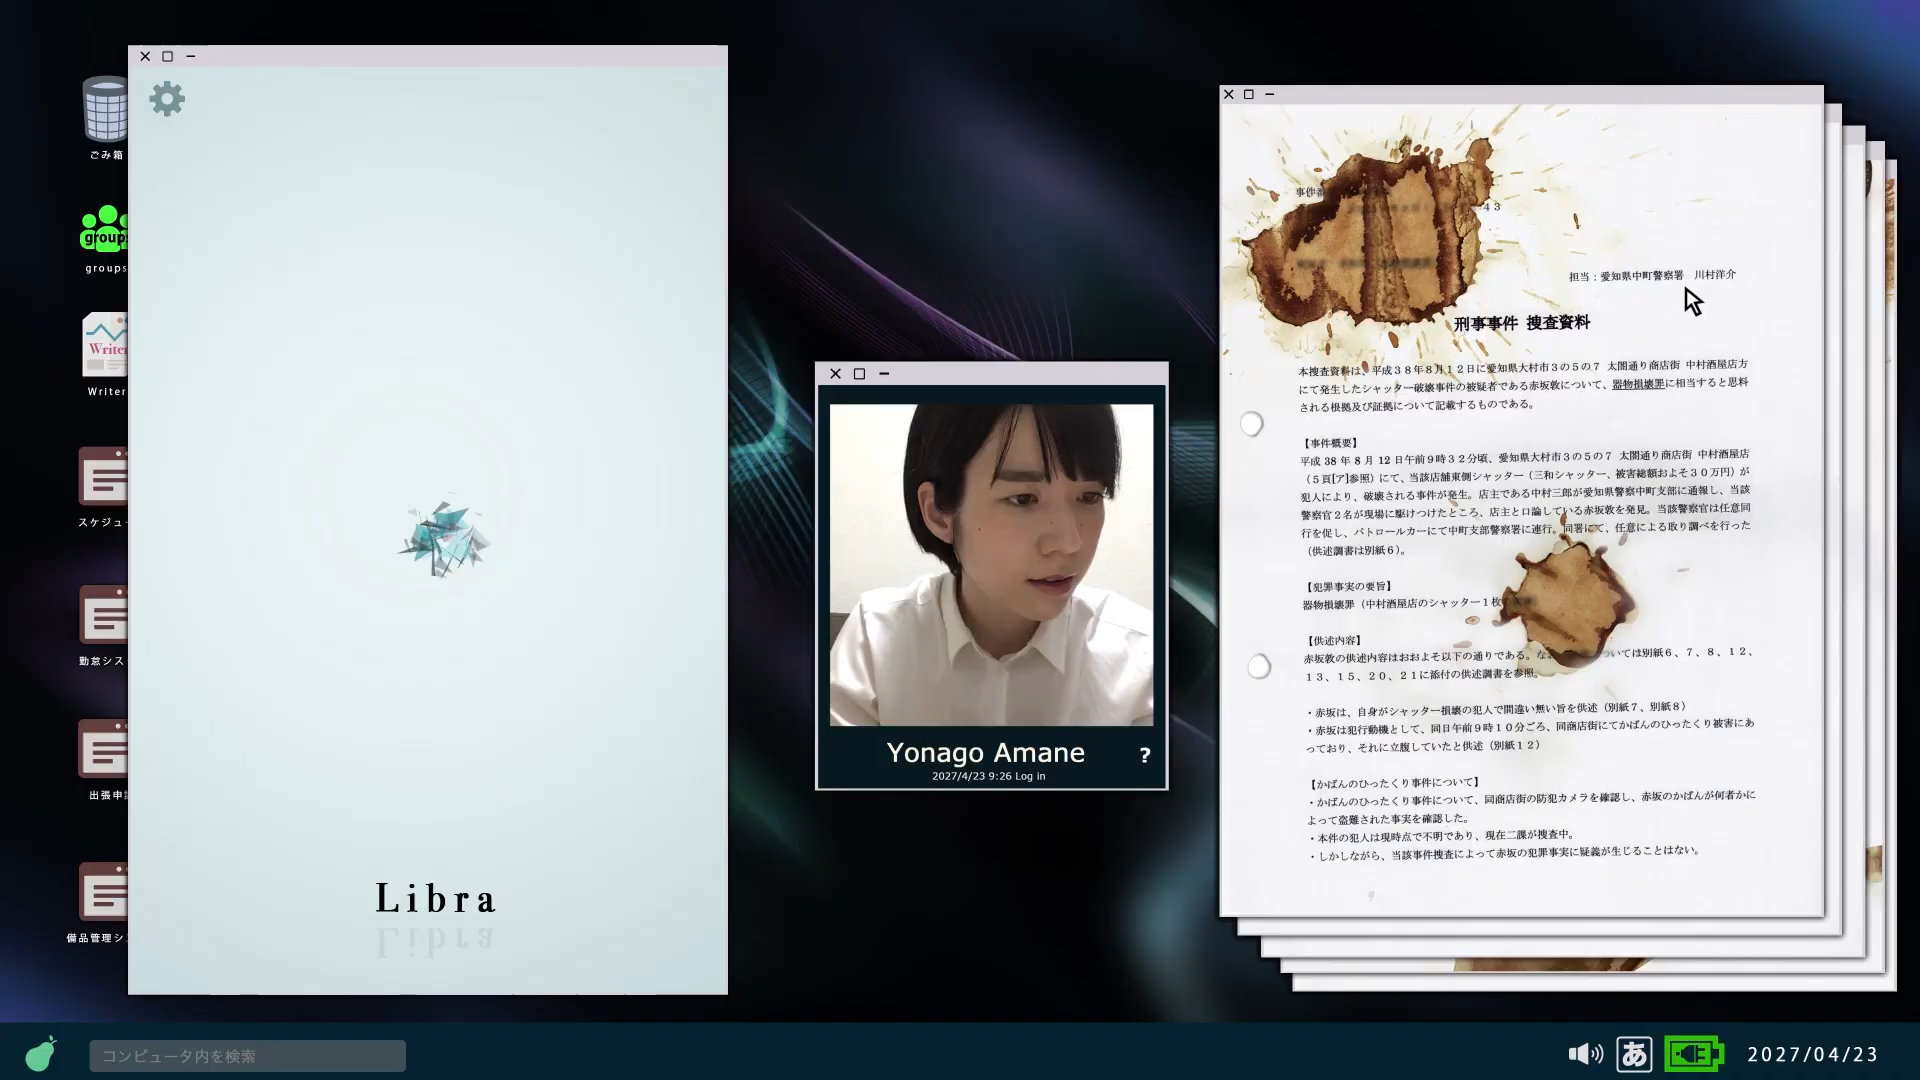 ごみ箱
groups
groups
Writer
Writer
スケジュー
勤怠シス
出張申
備品管理シ
Libra
Yonago Amane
?
2027/4/23 9:26 Log in
事件
43
担当：愛知県中町警察署　川村洋介
刑事事件 捜査資料
本捜査資料は、平成３８年８月１２日に愛知県大村市３の５の７ 太閤通り商店街 中村酒屋店方
にて発生したシャッター破壊事件の被疑者である赤坂敦について、器物損壊罪に相当すると思料
される根拠及び証拠について記載するものである。
【事件概要】
平成 38 年 8 月 12 日午前９時３２分頃、愛知県大村市３の５の７ 太閤通り商店街 中村酒屋店
（５頁[ア]参照）にて、当該店舗東側シャッター（三和シャッター、被害総額およそ３０万円）が
犯人により、破壊される事件が発生。店主である中村三郎が愛知県警察中町支部に通報し、当該
警察官２名が現場に駆けつけたところ、店主と口論している赤坂敦を発見。当該警察官は任意同
行を促し、パトロールカーにて中町支部警察署に連行。同署にて、任意による取り調べを行った
（供述調書は別紙６）。
【犯罪事実の要旨】
器物損壊罪（中村酒屋店のシャッター１枚
【供述内容】
赤坂敦の供述内容はおおよそ以下の通りである。な ついては別紙６、７、８、１２、
１３、１５、２０、２１に添付の供述調書を参照。
・赤坂は、自身がシャッター損壊の犯人で間違い無い旨を供述（別紙７、別紙８）
・赤坂は犯行動機として、同日午前９時１０分ごろ、同商店街にてかばんのひったくり被害にあ
っており、それに立腹していたと供述（別紙１２）
【かばんのひったくり事件について】
・かばんのひったくり事件について、同商店街の防犯カメラを確認し、赤坂のかばんが何者かに
よって盗難された事実を確認した。
・本件の犯人は現時点で不明であり、現在二課が捜査中。
・しかしながら、当該事件捜査によって赤坂の犯罪事実に疑義が生じることはない。
コンピュータ内を検索
あ
2027/04/23